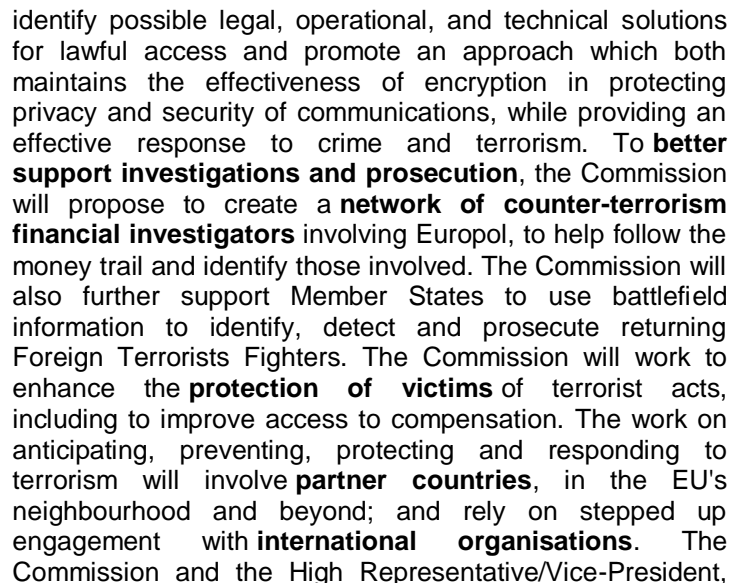 identify possible legal, operational, and technical solutions
for lawful access and promote an approach which both
maintains the effectiveness of encryption in protecting
privacy and security of communications, while providing an
effective response to crime and terrorism. To better
support investigations and prosecution, the Commission
will propose to create a network of counter-terrorism
financial investigators involving Europol, to help follow the
money trail and identify those involved. The Commission will
also further support Member States to use battlefield
information to identify, detect and prosecute returning
Foreign Terrorists Fighters. The Commission will work to
enhance the protection of victims of terrorist acts,
including to improve access to compensation. The work on
anticipating, preventing, protecting and responding to
terrorism will involve partner countries, in the EU's
neighbourhood and beyond; and rely on stepped up
engagement with international organisations. The
Commission and the High Representative/Vice-President,